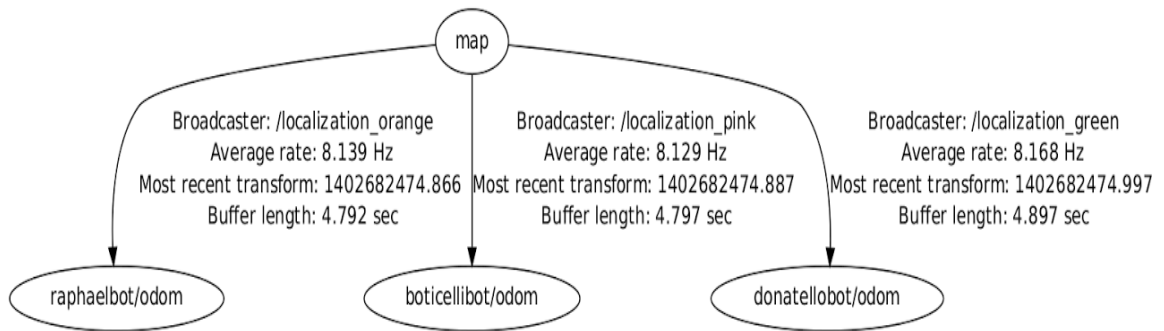 map
Broadcaster: /localization_orange
Average rate: 8.139 Hz
Most recent transform: 1402682474.866
Buffer length: 4.792 sec
Broadcaster: /localization_pink
Average rate: 8.129 Hz
Most recent transform: 1402682474.887
Buffer length: 4.797 sec
Broadcaster: /localization_green
Average rate: 8.168 Hz
Most recent transform: 1402682474.997
Buffer length: 4.897 sec
raphaelbot/odom
boticellibot/odom
donatellobot/odom